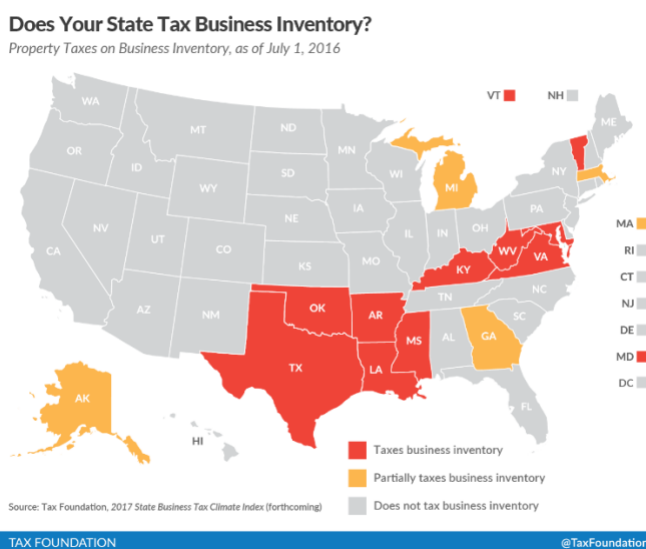 Does Your State Tax Business Inventory?
Property Taxes on Business Inventory, as of July 1, 2016
VT
NH
WA
MT
ND
MN
ME
OR
ID
SD
WI
MI
NY
WY
IA
PA
NE
MA
NV
UT
CO
IL
IN
OH
RI
CA
KS
MO
WV
VA
KY
CT
NC
NJ
TN
AZ
NM
OK
AR
SC
DE
MS
AL
GA
MD
TX
LA
DC
AK
FL
HI
Taxes business inventory
Partially taxes business inventory
Does not tax business inventory
Source: Tax Foundation, 2017 State Business Tax Climate Index (forthcoming)
TAX FOUNDATION
@TaxFoundation